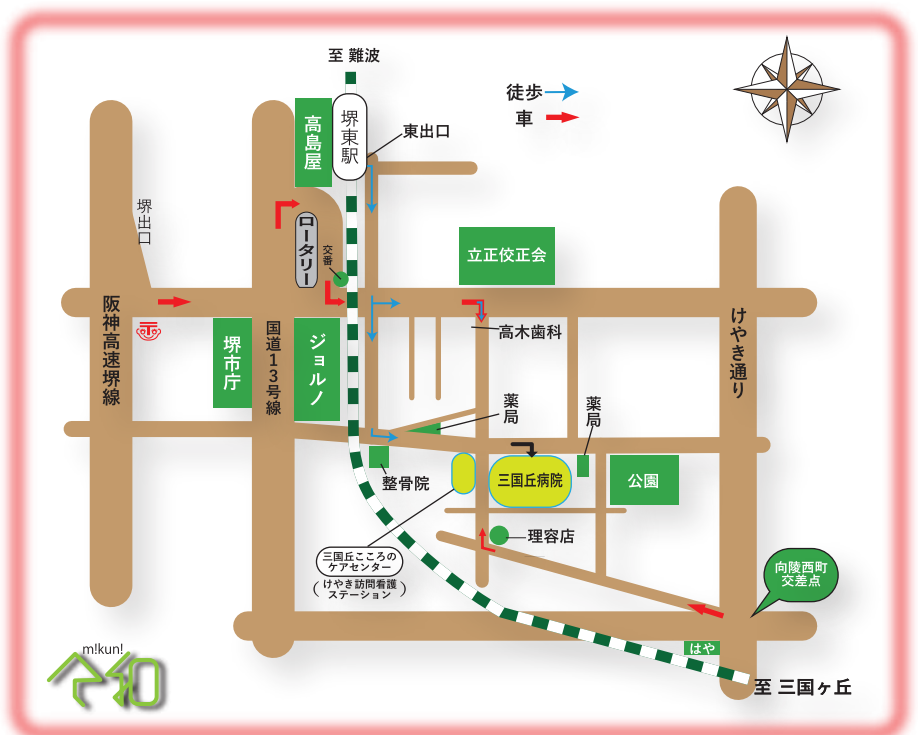 至 難波
徒歩
車
高島屋
堺東駅
東出口
堺出口
ロータリー
交番
立正佼正会
阪神高速堺線
堺市庁
国道13号線
ジョルノ
高木歯科
けやき通り
薬局
薬局
整骨院
三国丘病院
公園
理容店
三国丘こころの
ケアセンター
(けやき訪問看護
ステーション)
向陵西町
交差点
はや
至 三国ヶ丘
m!kun!
令和